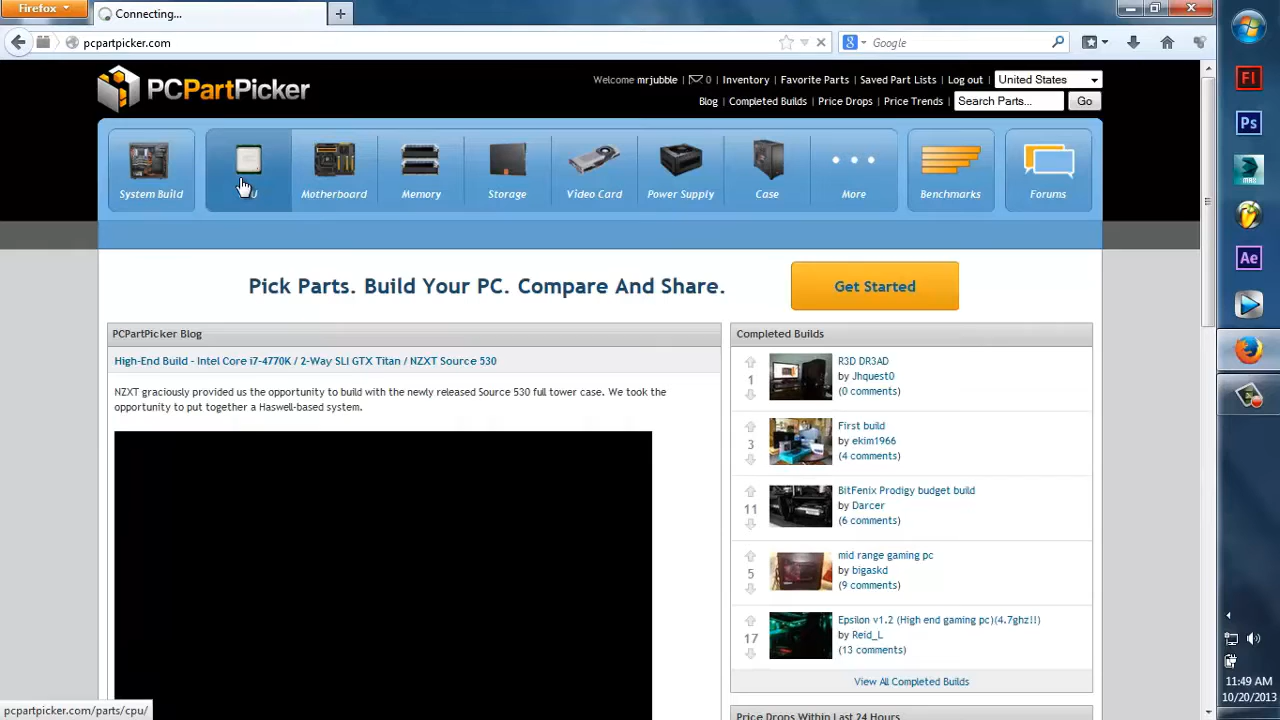 Firefox
Connecting...
pcpartpicker.com
Google
PCPartPicker
Welcome mrjubble 0 | Inventory | Favorite Parts | Saved Part Lists | Log out | United States
Blog | Completed Builds | Price Drops | Price Trends | Search Parts... Go
System Build
Motherboard
Memory
Storage
Video Card
Power Supply
Case
More
Benchmarks
Forums
Pick Parts. Build Your PC. Compare And Share.
Get Started
PCPartPicker Blog
High-End Build - Intel Core i7-4770K / 2-Way SLI GTX Titan / NZXT Source 530
NZXT graciously provided us the opportunity to build with the newly released Source 530 full tower case. We took the
opportunity to put together a Haswell-based system.
Completed Builds
1
R3D DR3AD
by Jhquest0
(0 comments)
3
First build
by ekim1966
(4 comments)
11
BitFenix Prodigy budget build
by Darcer
(6 comments)
5
mid range gaming pc
by bigaskd
(9 comments)
17
Epsilon v1.2 (High end gaming pc)(4.7ghz!!)
by Reid_L
(13 comments)
View All Completed Builds
Price Drops Within Last 24 Hours
pcpartpicker.com/parts/cpu/
Fl
Ps
Ae
11:49 AM
10/20/2013